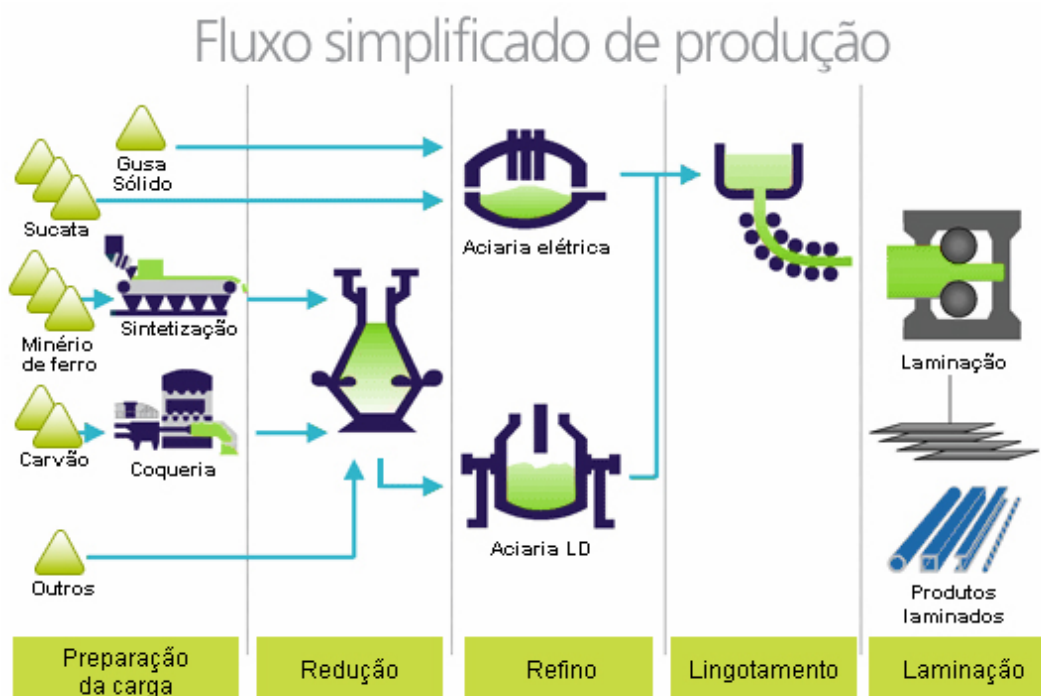 Fluxo simplificado de produção
Gusa
Sólido
Sucata
Aciaria elétrica
Sintetização
Minério
de ferro
Laminação
Carvão
Coqueria
Aciaria LD
Outros
Produtos
laminados
Preparação
da carga
Redução
Refino
Lingotamento
Laminação